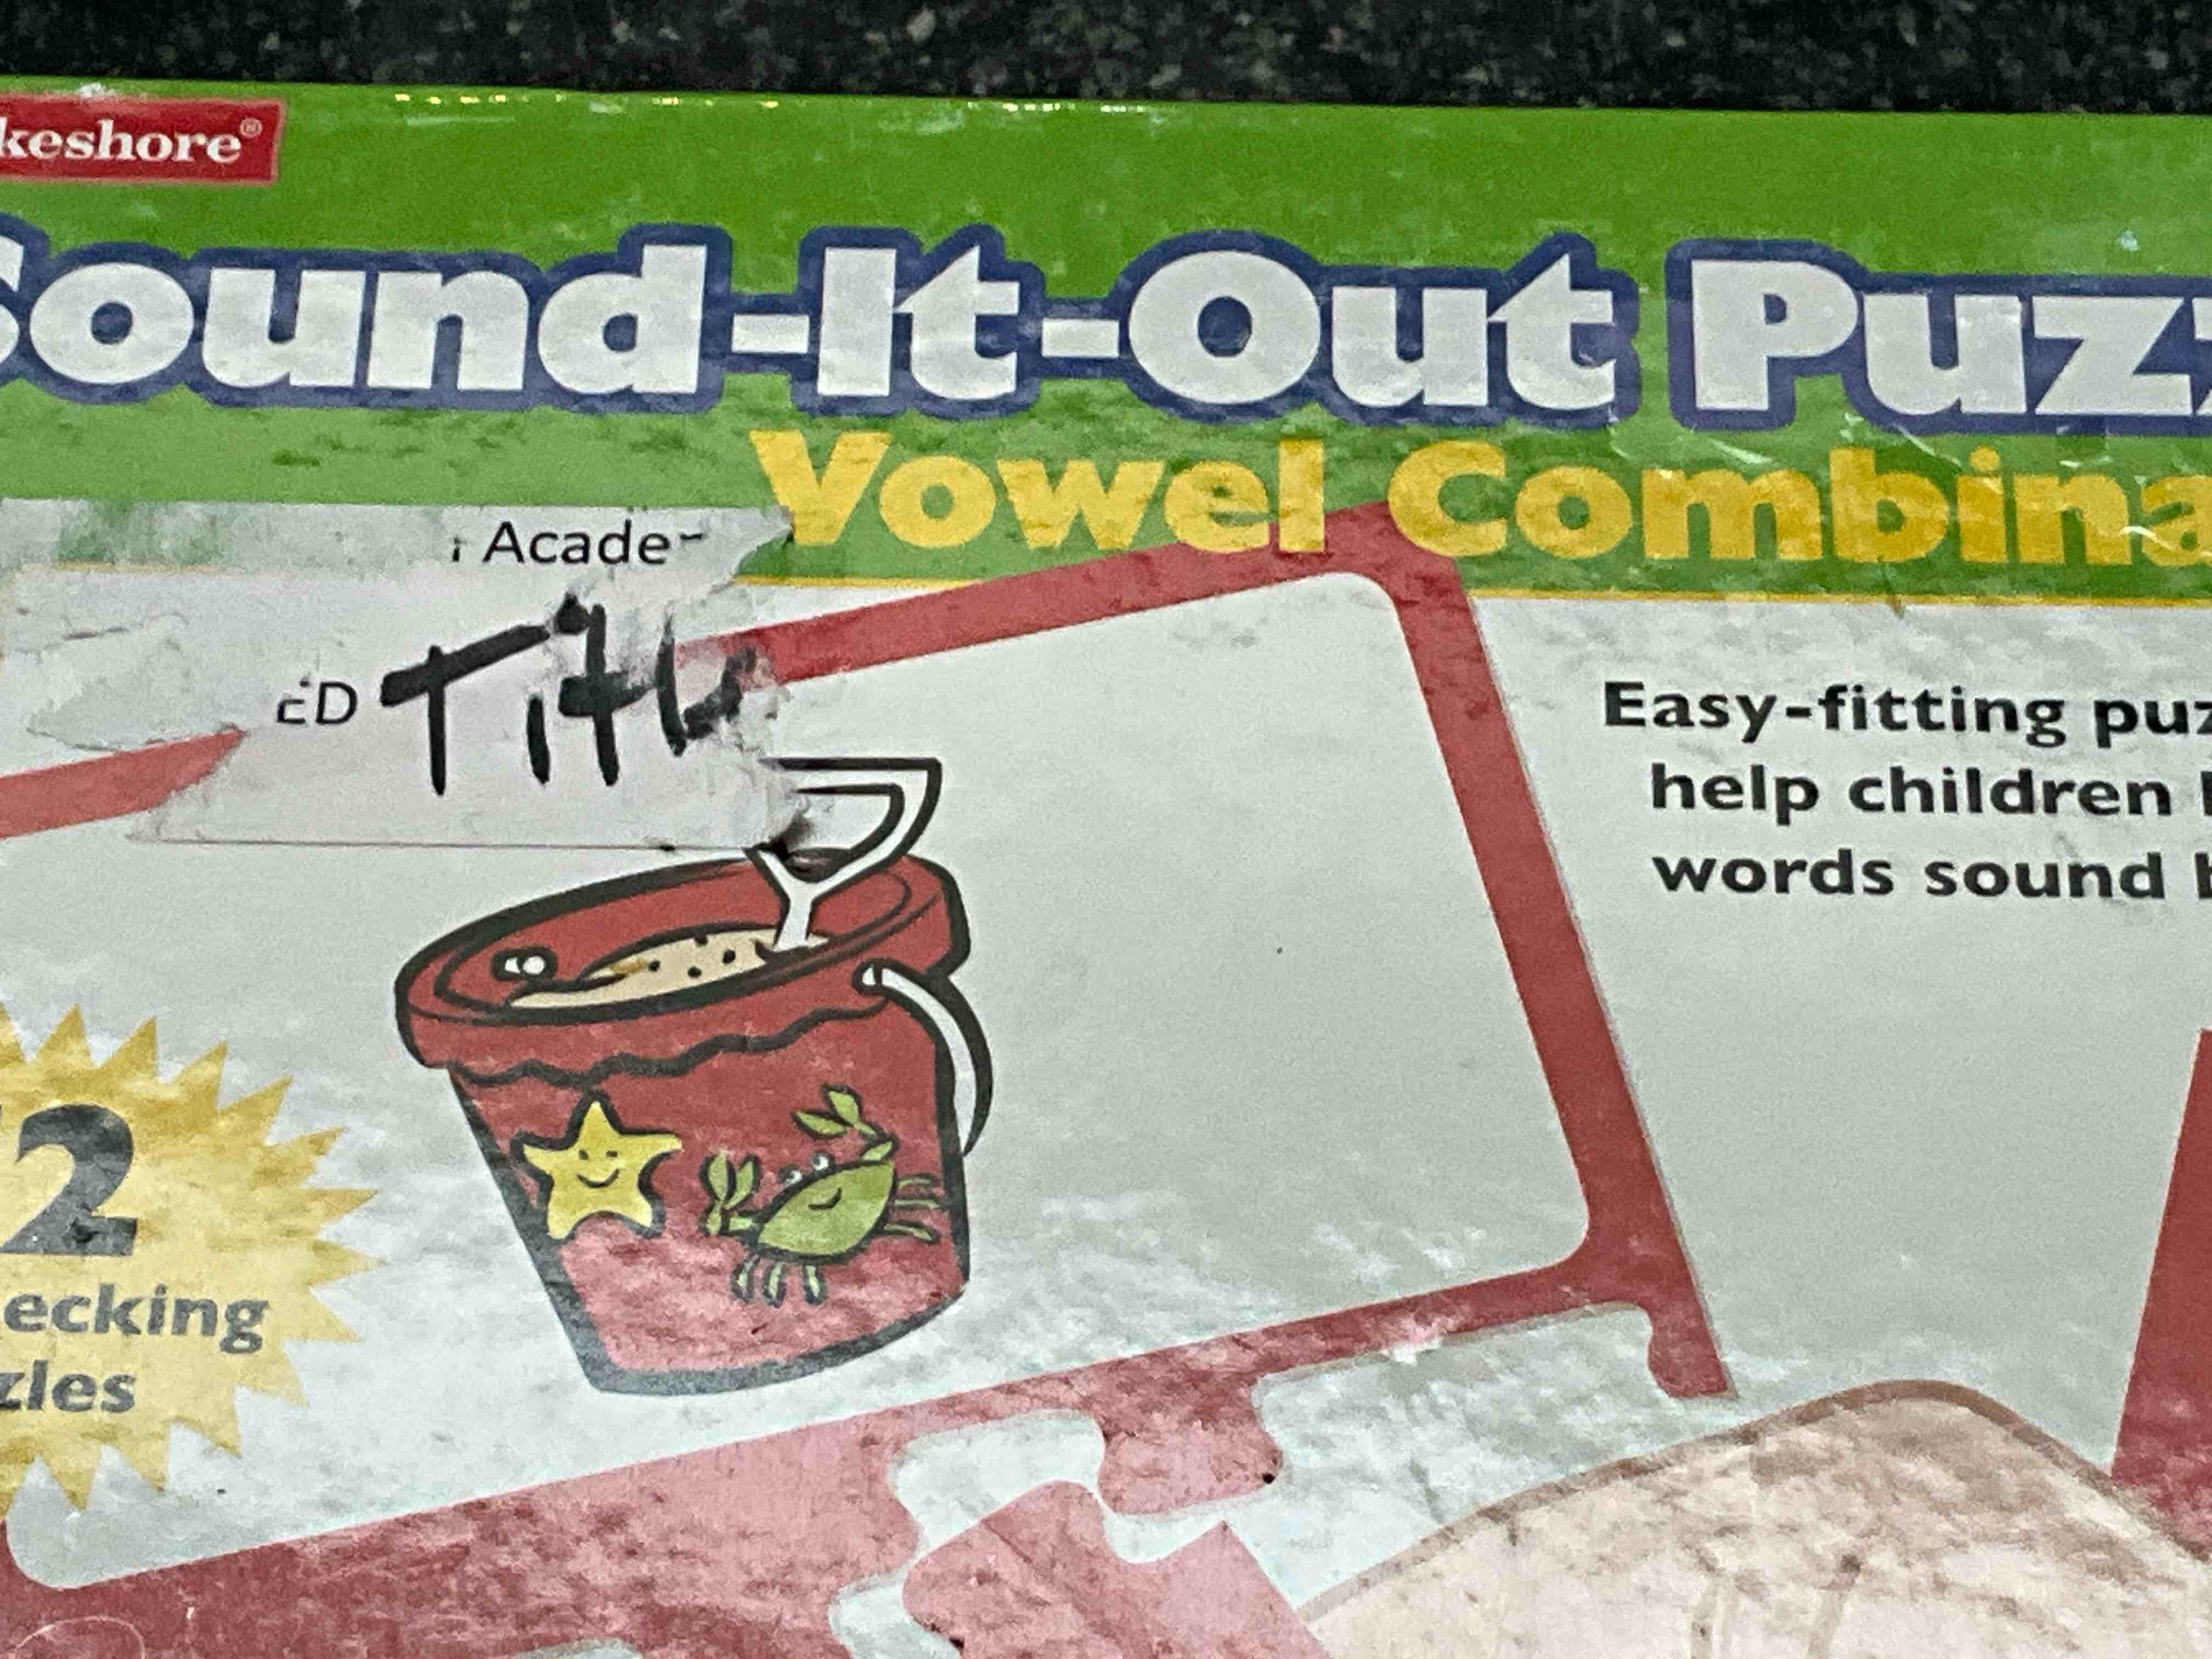 keshore®
Sound-It-Out Puzz
Vowel Combina
Acade
ED Title
Easy-fitting puz
help children
words sound
2
ecking
zles